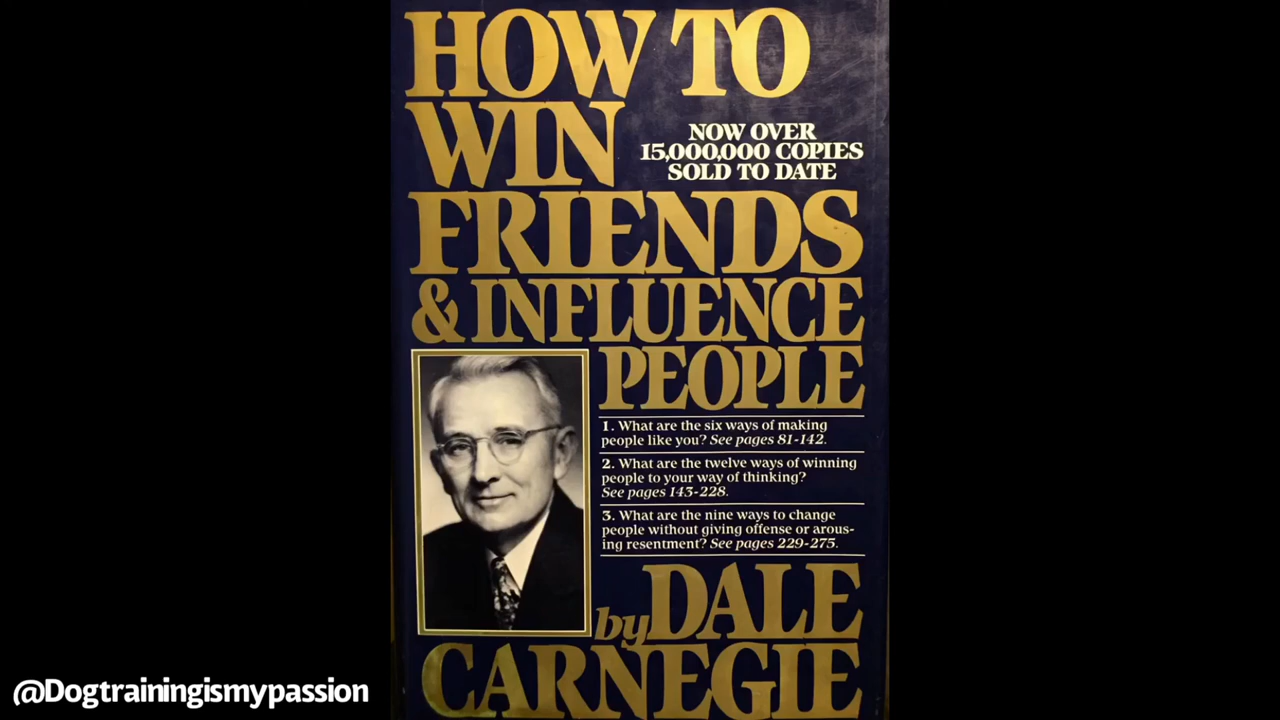 HOW TO
WIN
NOW OVER
15,000,000 COPIES
SOLD TO DATE
FRIENDS
& INFLUENCE
PEOPLE
1. What are the six ways of making
people like you? See pages 81-142.
2. What are the twelve ways of winning
people to your way of thinking?
See pages 143-228.
3. What are the nine ways to change
people without giving offense or arous-
ing resentment? See pages 229-275.
by DALE
CARNEGIE
@Dogtrainingismypassion